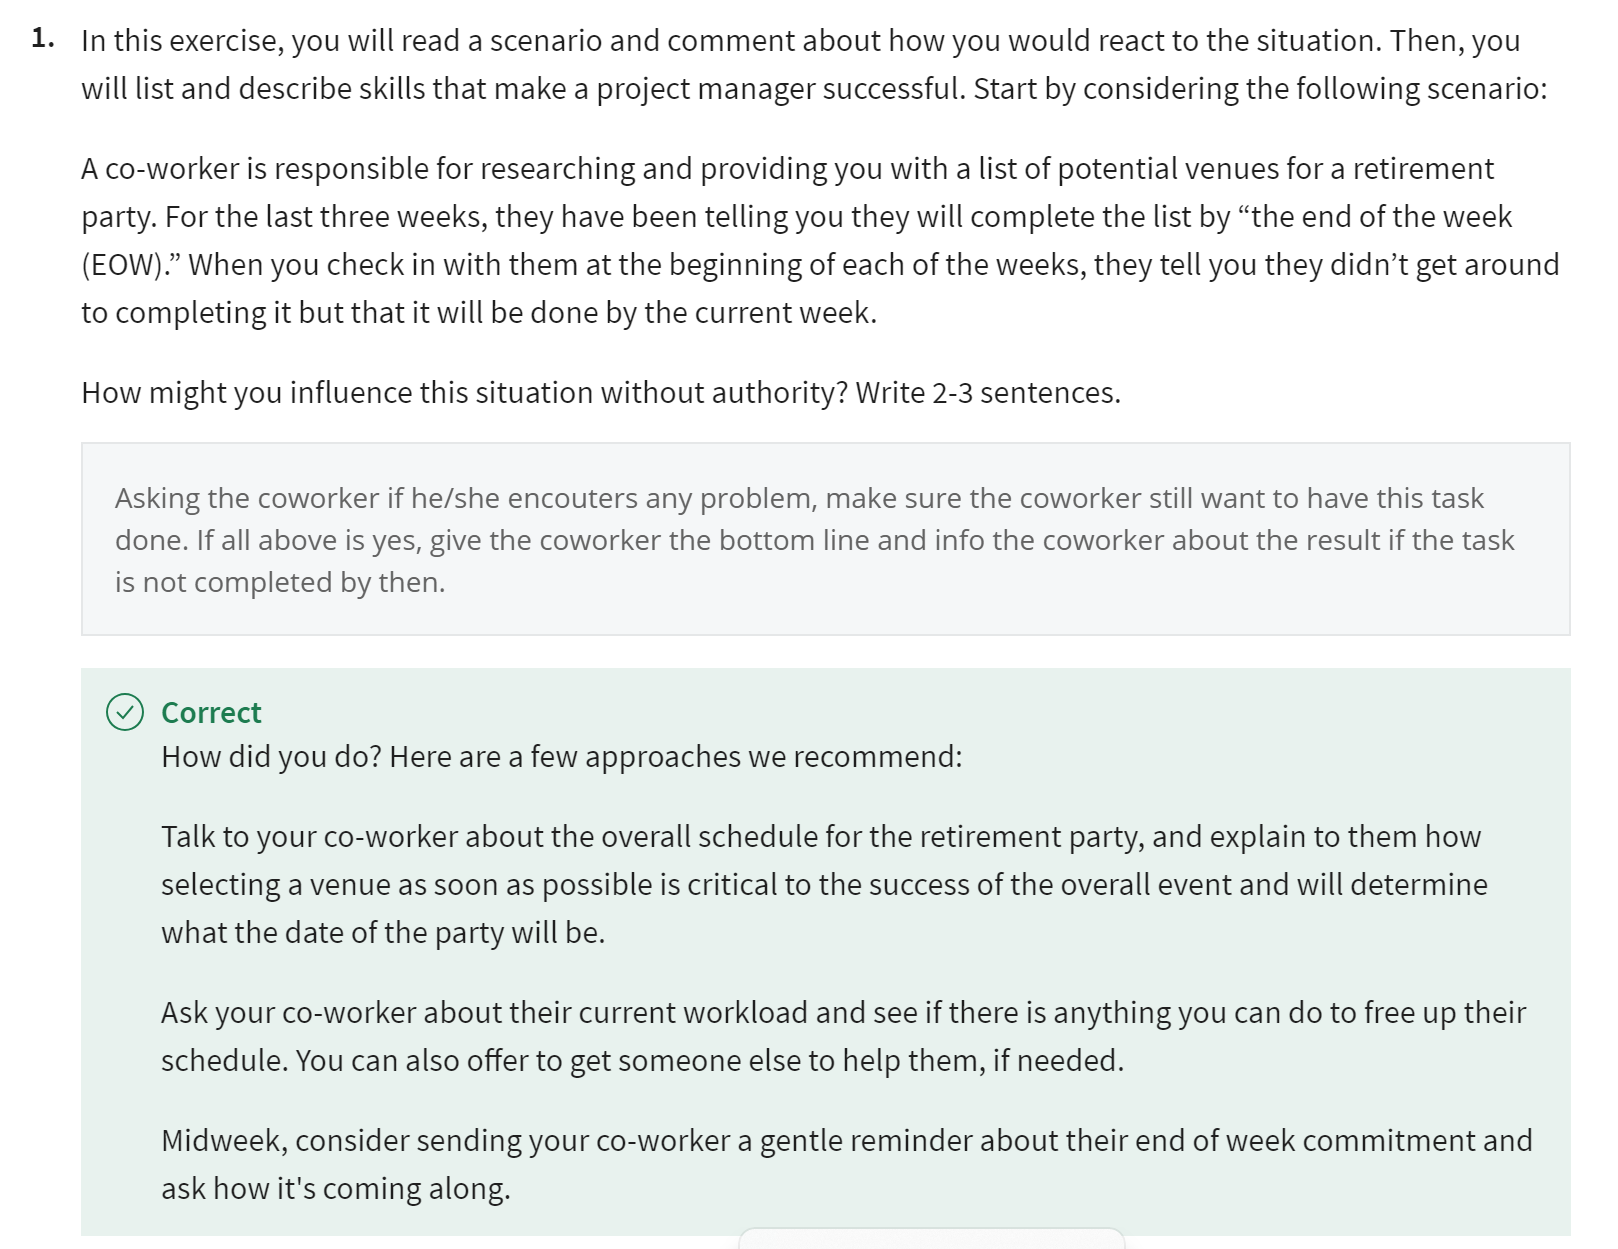 1. In this exercise, you will read a scenario and comment about how you would react to the situation. Then, you
will list and describe skills that make a project manager successful. Start by considering the following scenario:
A co-worker is responsible for researching and providing you with a list of potential venues for a retirement
party. For the last three weeks, they have been telling you they will complete the list by “the end of the week
(EOW).” When you check in with them at the beginning of each of the weeks, they tell you they didn’t get around
to completing it but that it will be done by the current week.
How might you influence this situation without authority? Write 2-3 sentences.
Asking the coworker if he/she encouters any problem, make sure the coworker still want to have this task
done. If all above is yes, give the coworker the bottom line and info the coworker about the result if the task
is not completed by then.
Correct
How did you do? Here are a few approaches we recommend:
Talk to your co-worker about the overall schedule for the retirement party, and explain to them how
selecting a venue as soon as possible is critical to the success of the overall event and will determine
what the date of the party will be.
Ask your co-worker about their current workload and see if there is anything you can do to free up their
schedule. You can also offer to get someone else to help them, if needed.
Midweek, consider sending your co-worker a gentle reminder about their end of week commitment and
ask how it's coming along.